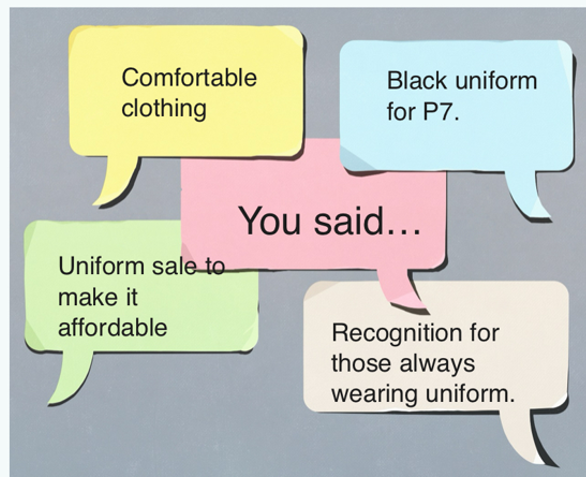 Comfortable
clothing
Black uniform
for P7.
You said…
Uniform sale to
make it
affordable
Recognition for
those always
wearing uniform.